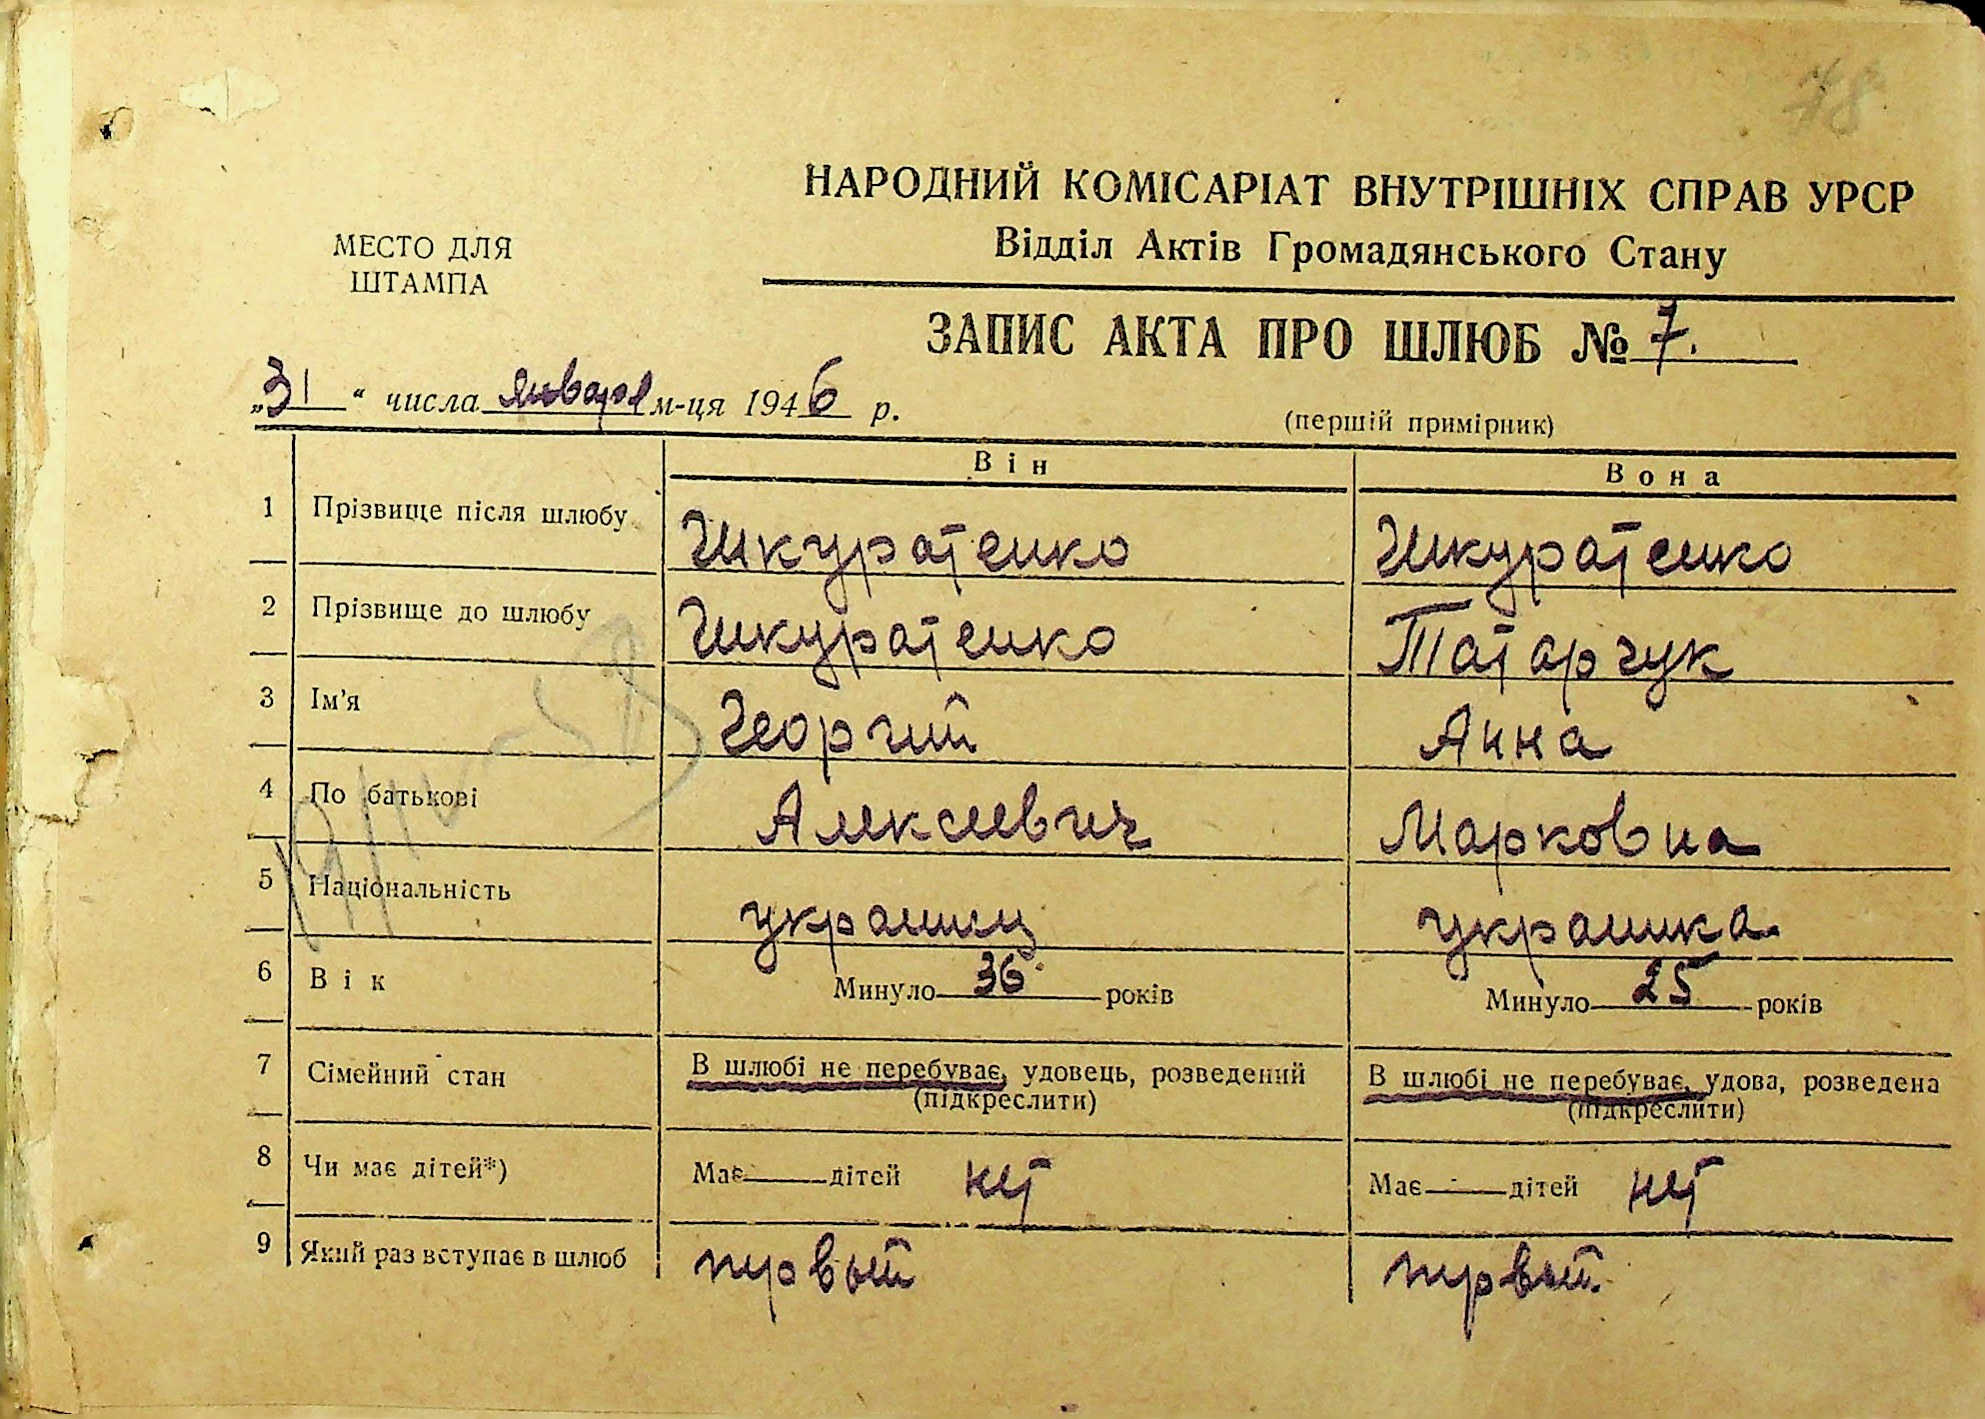 78
НАРОДНИЙ КОМІСАРІАТ ВНУТРІШНІХ СПРАВ УРСР
Відділ Актів Громадянського Стану
МЕСТО ДЛЯ
ШТАМПА
ЗАПИС АКТА ПРО ШЛЮБ № 7.
„31“ числа января м-ця 1946 р.
(перший примірник)
Він Вона
1 Прізвище після шлюбу Шкуратенко Шкуратенко
2 Прізвище до шлюбу Шкуратенко Татарчук
3 Ім'я Георгий Анна
4 По батькові Алексеевич Марковна
5 Національність украинец украинка
6 Вік Минуло 36 років Минуло 25 років
7 Сімейний стан В шлюбі не перебуває, удовець, розведений В шлюбі не перебуває, удова, розведена
(підкреслити) (підкреслити)
8 Чи має дітей*) Має дітей нет Має дітей нет
9 Який раз вступає в шлюб первый первый